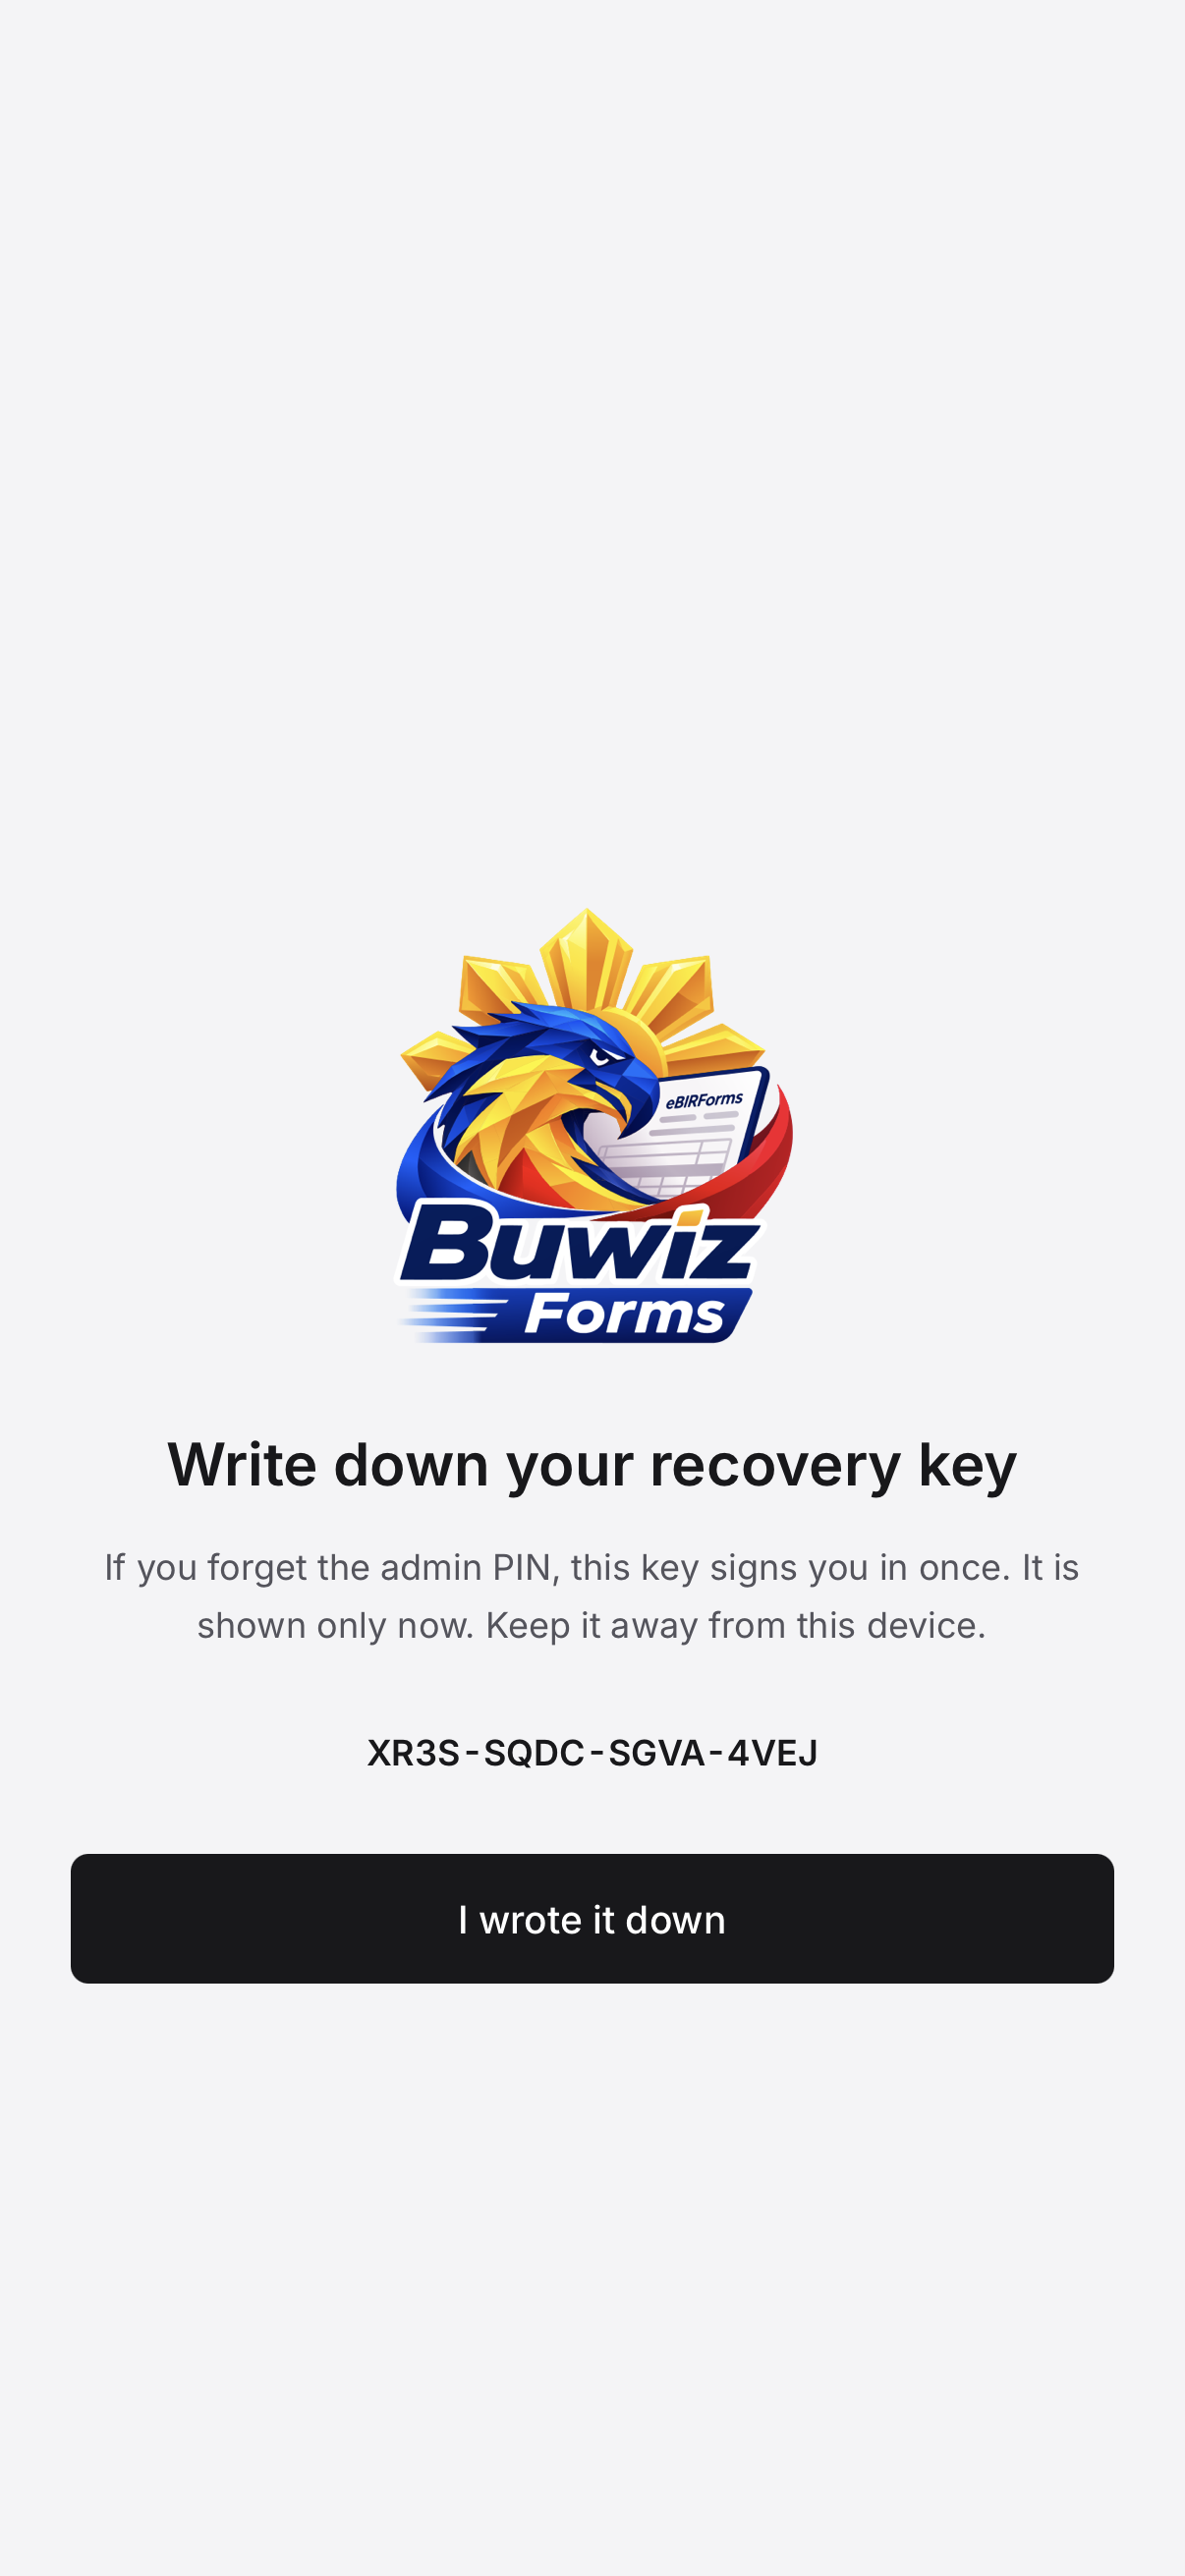 eBIRForms
Buwiz
Forms
Write down your recovery key
If you forget the admin PIN, this key signs you in once. It is
shown only now. Keep it away from this device.
XR3S-SQDC-SGVA-4VEJ
I wrote it down